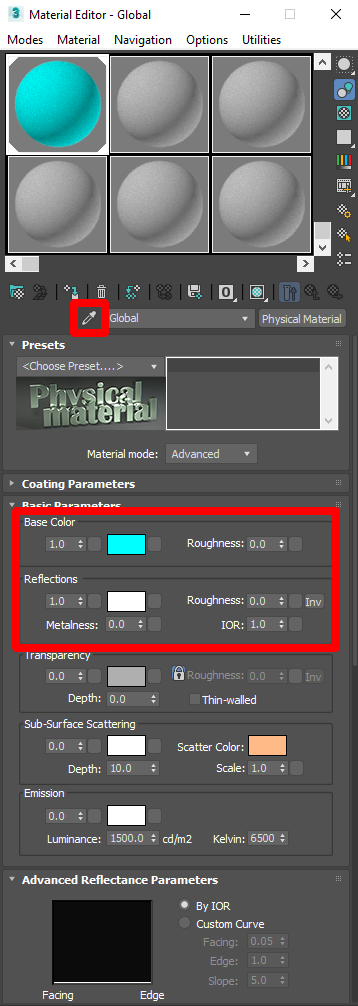 3 Material Editor - Global
Modes Material Navigation Options Utilities
0
Global Physical Material
Presets
<Choose Preset....>
Physical
material
Material mode: Advanced
Coating Parameters
Basic Parameters
Base Color
1.0 Roughness: 0.0
Reflections
1.0 Roughness: 0.0 Inv
Metalness: 0.0 IOR: 1.0
Transparency
0.0 Roughness: 0.0 Inv
Depth: 0.0 Thin-walled
Sub-Surface Scattering
0.0 Scatter Color:
Depth: 10.0 Scale: 1.0
Emission
0.0
Luminance: 1500.0 cd/m2 Kelvin: 6500
Advanced Reflectance Parameters
By IOR
Custom Curve
Facing: 0.05
Edge: 1.0
Slope: 5.0
Facing Edge